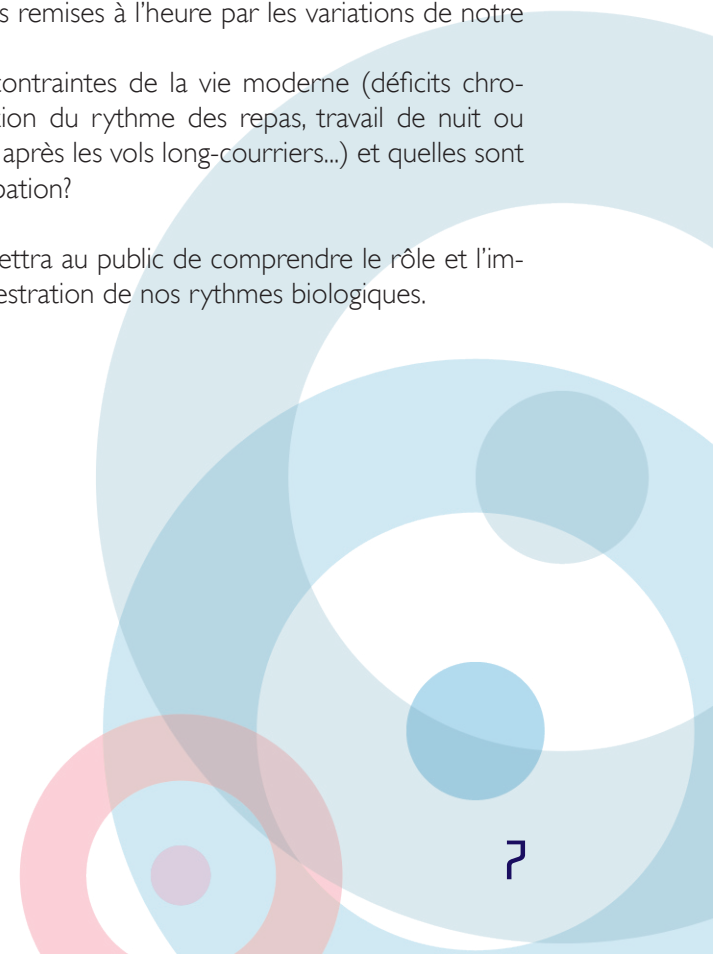 s remises à l’heure par les variations de notre
contraintes de la vie moderne (déficits chro-
tion du rythme des repas, travail de nuit ou
après les vols long-courriers...) et quelles sont
bation?
ettra au public de comprendre le rôle et l’im-
estration de nos rythmes biologiques.
7